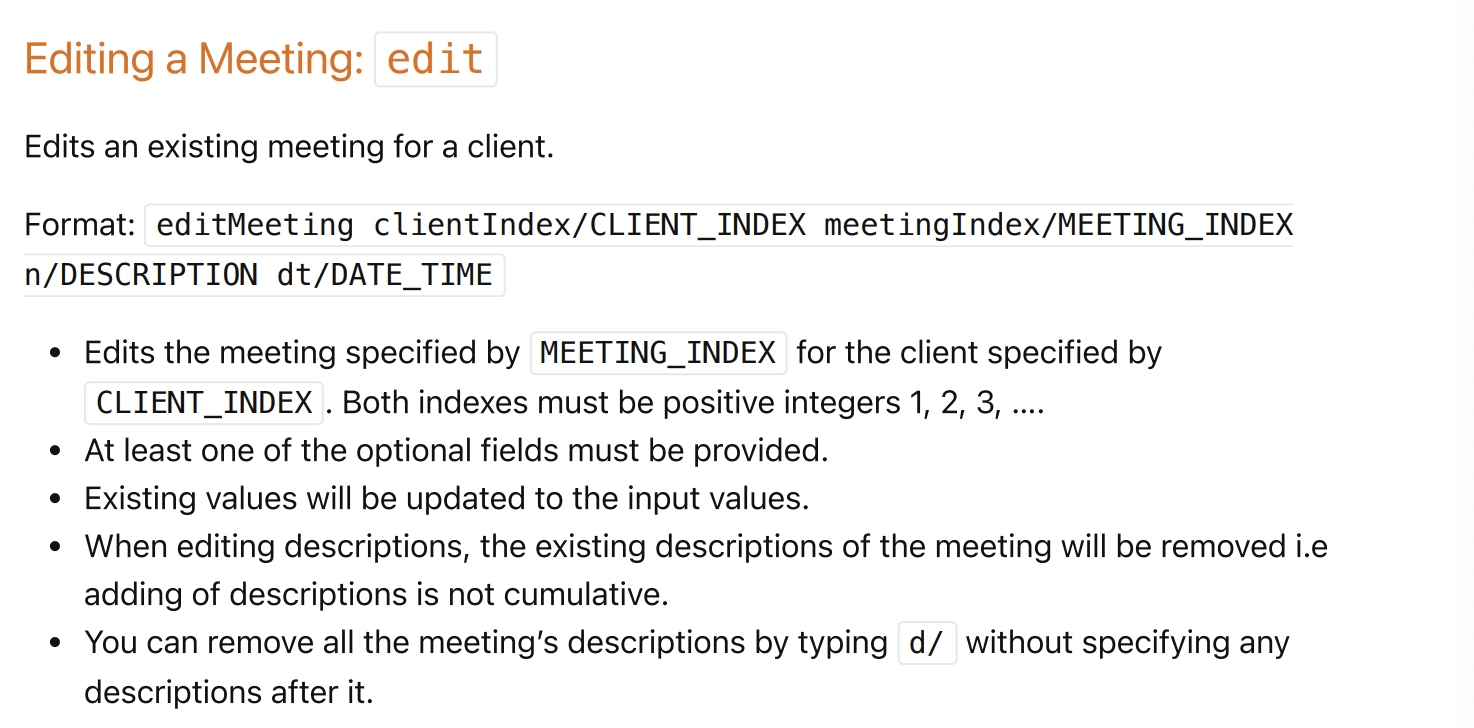 Editing a Meeting: edit
Edits an existing meeting for a client.
Format: editMeeting clientIndex/CLIENT_INDEX meetingIndex/MEETING_INDEX
n/DESCRIPTION dt/DATE_TIME
• Edits the meeting specified by MEETING_INDEX for the client specified by
CLIENT_INDEX. Both indexes must be positive integers 1, 2, 3, ....
• At least one of the optional fields must be provided.
• Existing values will be updated to the input values.
• When editing descriptions, the existing descriptions of the meeting will be removed i.e
adding of descriptions is not cumulative.
• You can remove all the meeting’s descriptions by typing d/ without specifying any
descriptions after it.